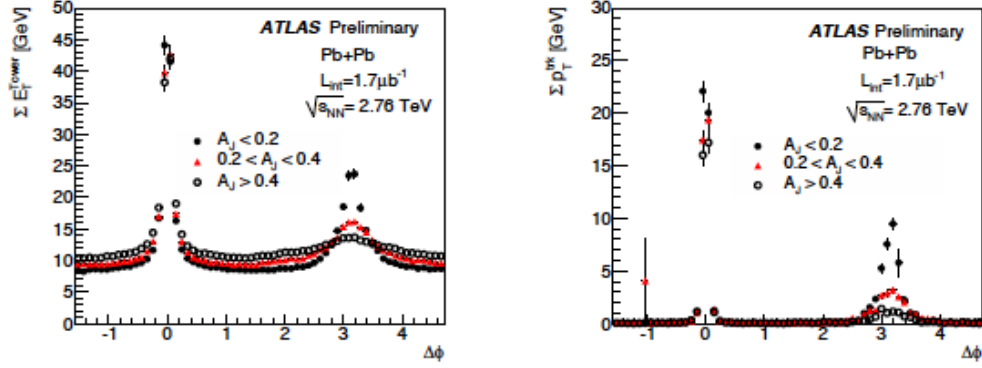 Σ E_T^Tower [GeV]
50
45
40
35
30
25
20
15
10
5
0
ATLAS Preliminary
Pb+Pb
L_int=1.7μb⁻¹
√s_NN = 2.76 TeV
A_J < 0.2
0.2 < A_J < 0.4
A_J > 0.4
-1 0 1 2 3 4
Δφ
Σ p_T^trk [GeV]
30
25
20
15
10
5
0
ATLAS Preliminary
Pb+Pb
L_int=1.7μb⁻¹
√s_NN = 2.76 TeV
A_J < 0.2
0.2 < A_J < 0.4
A_J > 0.4
-1 0 1 2 3 4
Δφ